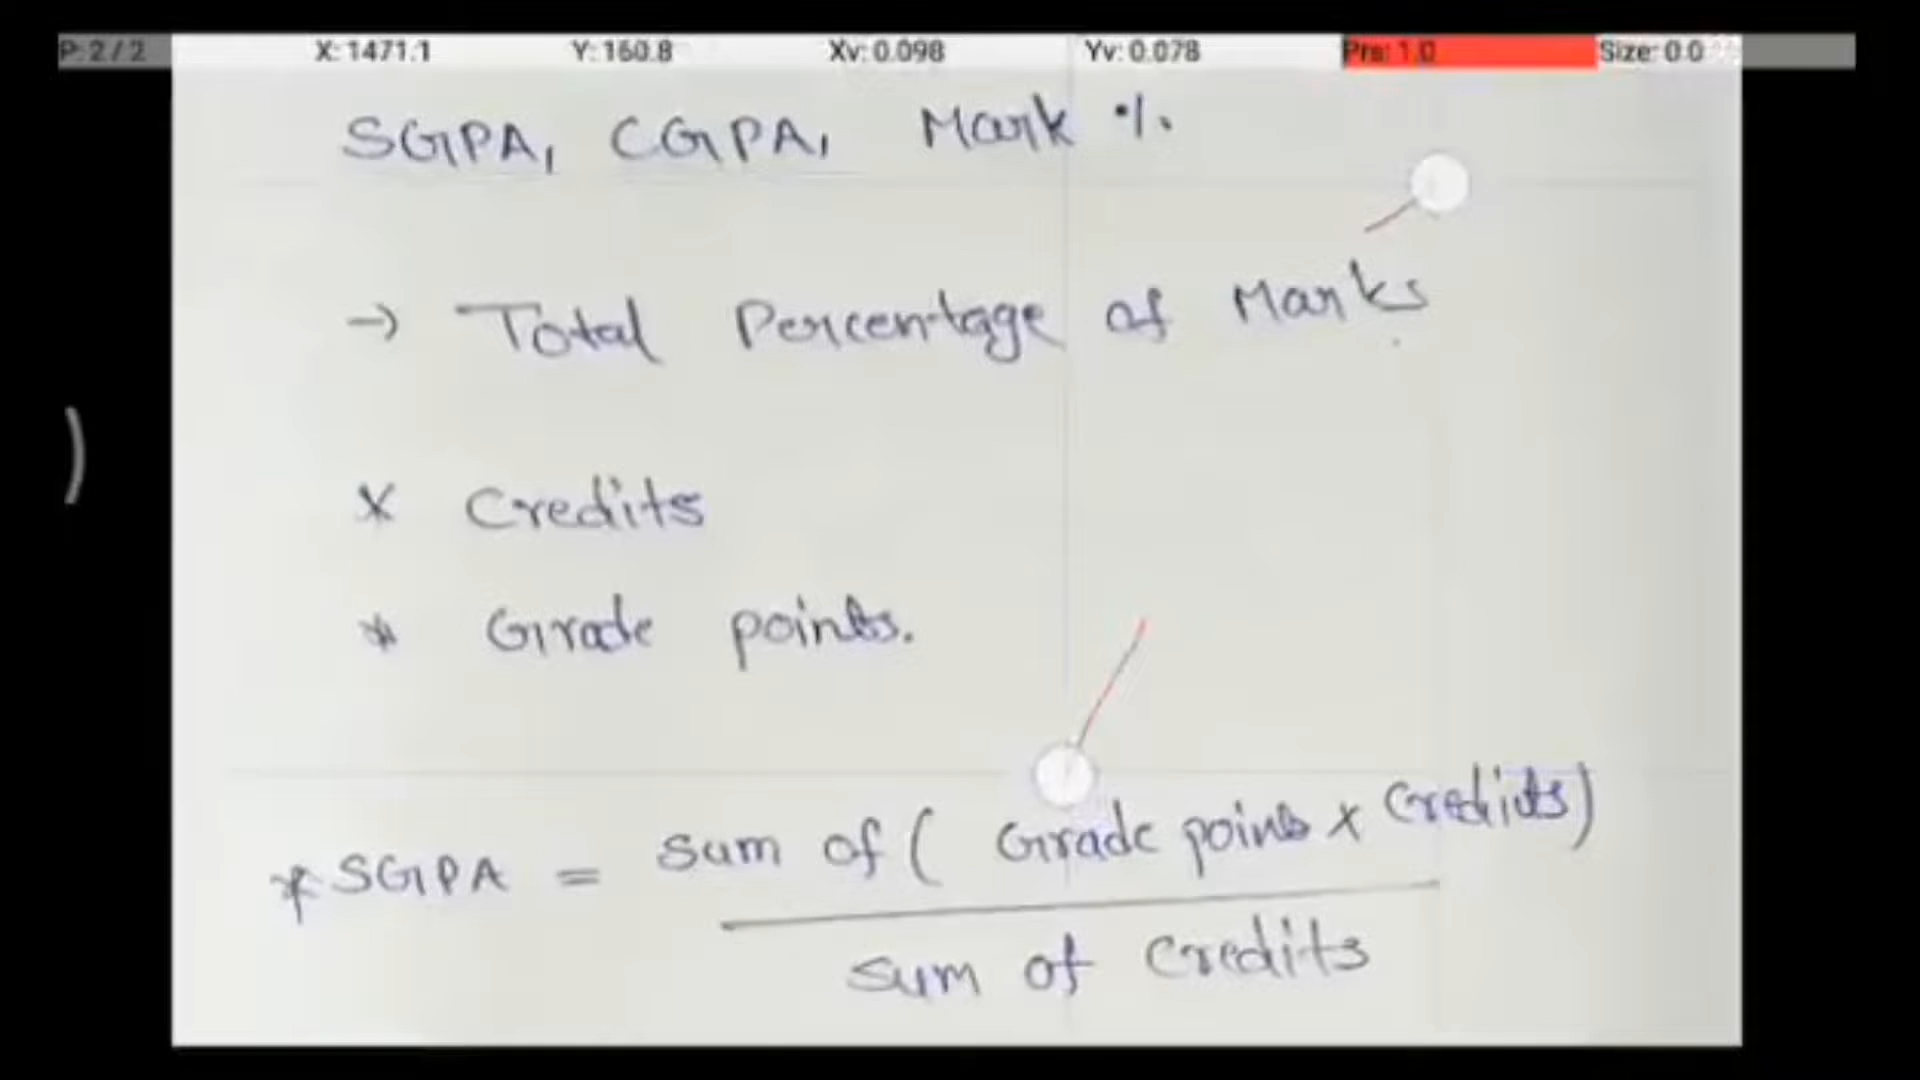 P: 2 / 2 X: 1471.1 Y: 160.8 Xv: 0.098 Yv: 0.078 Prs: 1.0 Size: 0.0
SGPA, CGPA, Mark %.
→ Total Percentage of Marks
* Credits
* Grade points.
* SGPA = sum of ( Grade points x Credits)
sum of credits